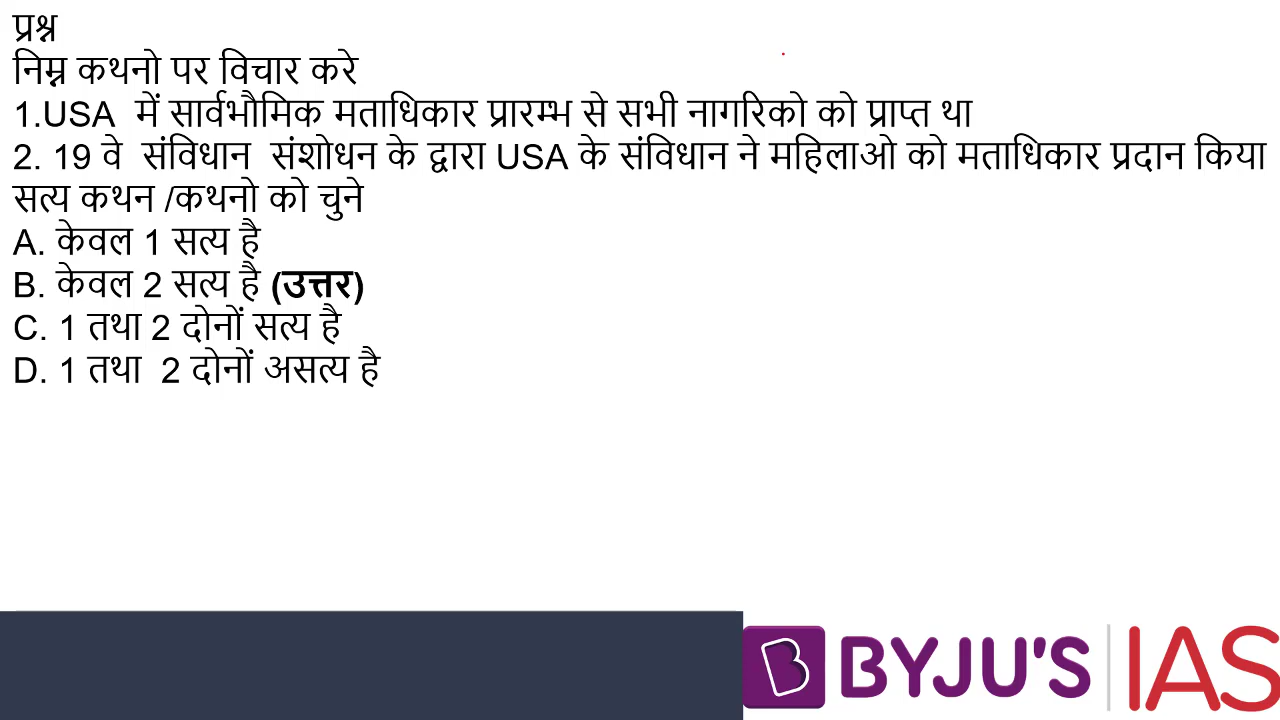 प्रश्न
निम्न कथनो पर विचार करे
1.USA में सार्वभौमिक मताधिकार प्रारम्भ से सभी नागरिको को प्राप्त था
2. 19 वे संविधान संशोधन के द्वारा USA के संविधान ने महिलाओ को मताधिकार प्रदान किया
सत्य कथन /कथनो को चुने
A. केवल 1 सत्य है
B. केवल 2 सत्य है (उत्तर)
C. 1 तथा 2 दोनों सत्य है
D. 1 तथा 2 दोनों असत्य है
BYJU'S IAS